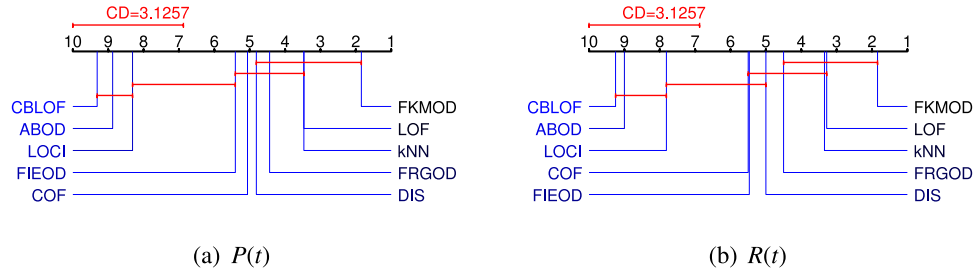 CD=3.1257
10 9 8 7 6 5 4 3 2 1
CBLOF FKMOD
ABOD LOF
LOCI kNN
FIEOD FRGOD
COF DIS
(a) P(t)
CD=3.1257
10 9 8 7 6 5 4 3 2 1
CBLOF FKMOD
ABOD LOF
LOCI kNN
COF FRGOD
FIEOD DIS
(b) R(t)